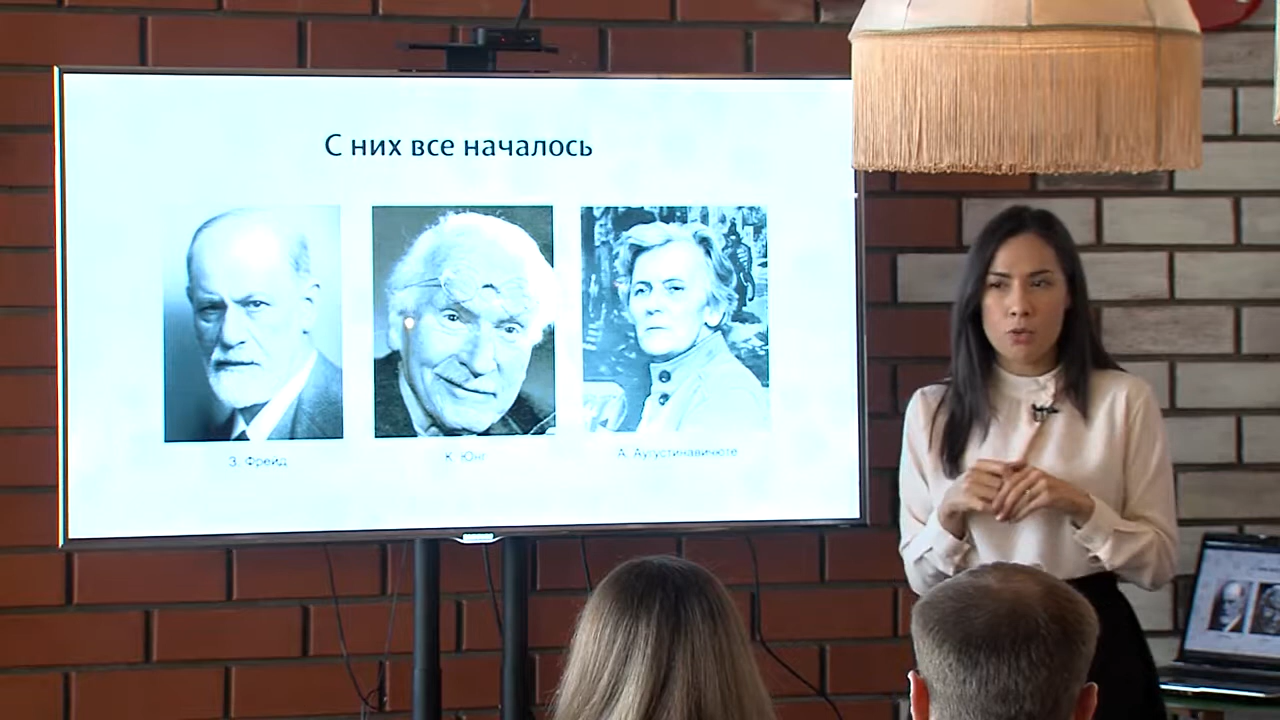 С них все началось
З. Фрейд
К. Юнг
А. Аугустинавичюте